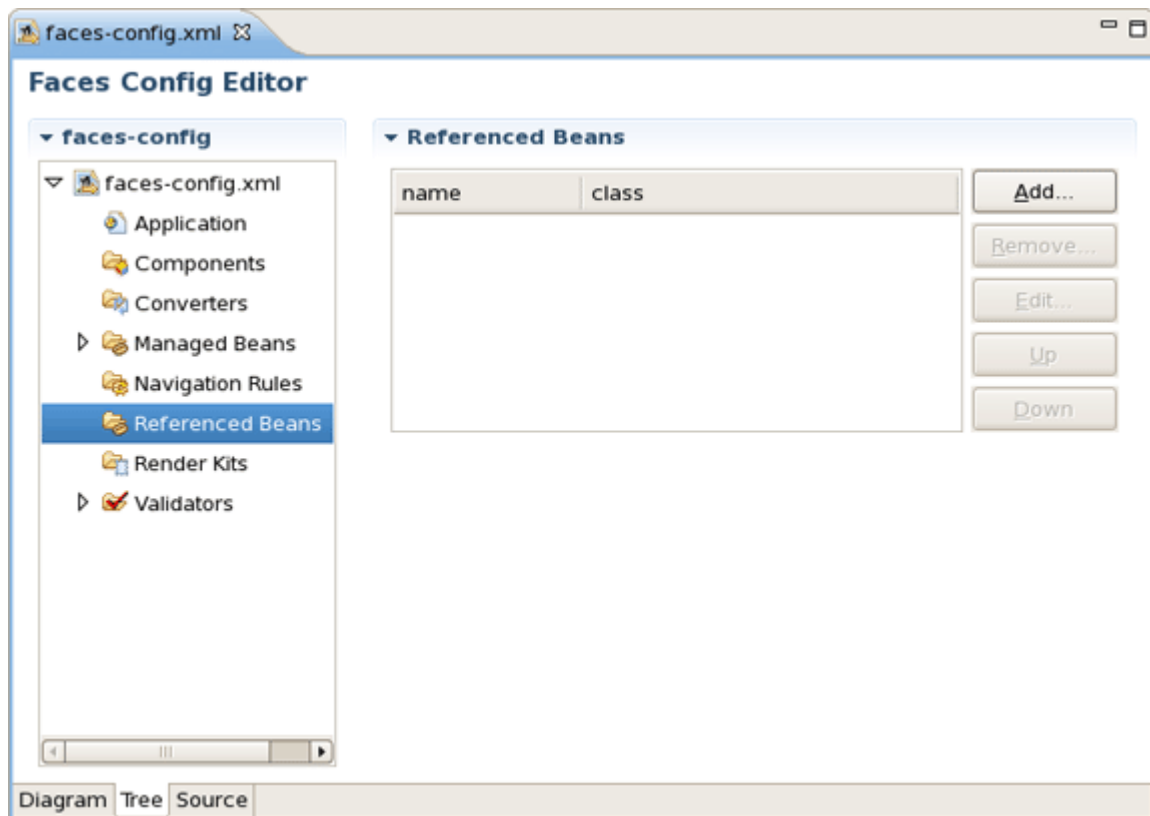 faces-config.xml
Faces Config Editor
faces-config
faces-config.xml
Application
Components
Converters
Managed Beans
Navigation Rules
Referenced Beans
Render Kits
Validators
Referenced Beans
name class
Add...
Remove...
Edit...
Up
Down
Diagram Tree Source